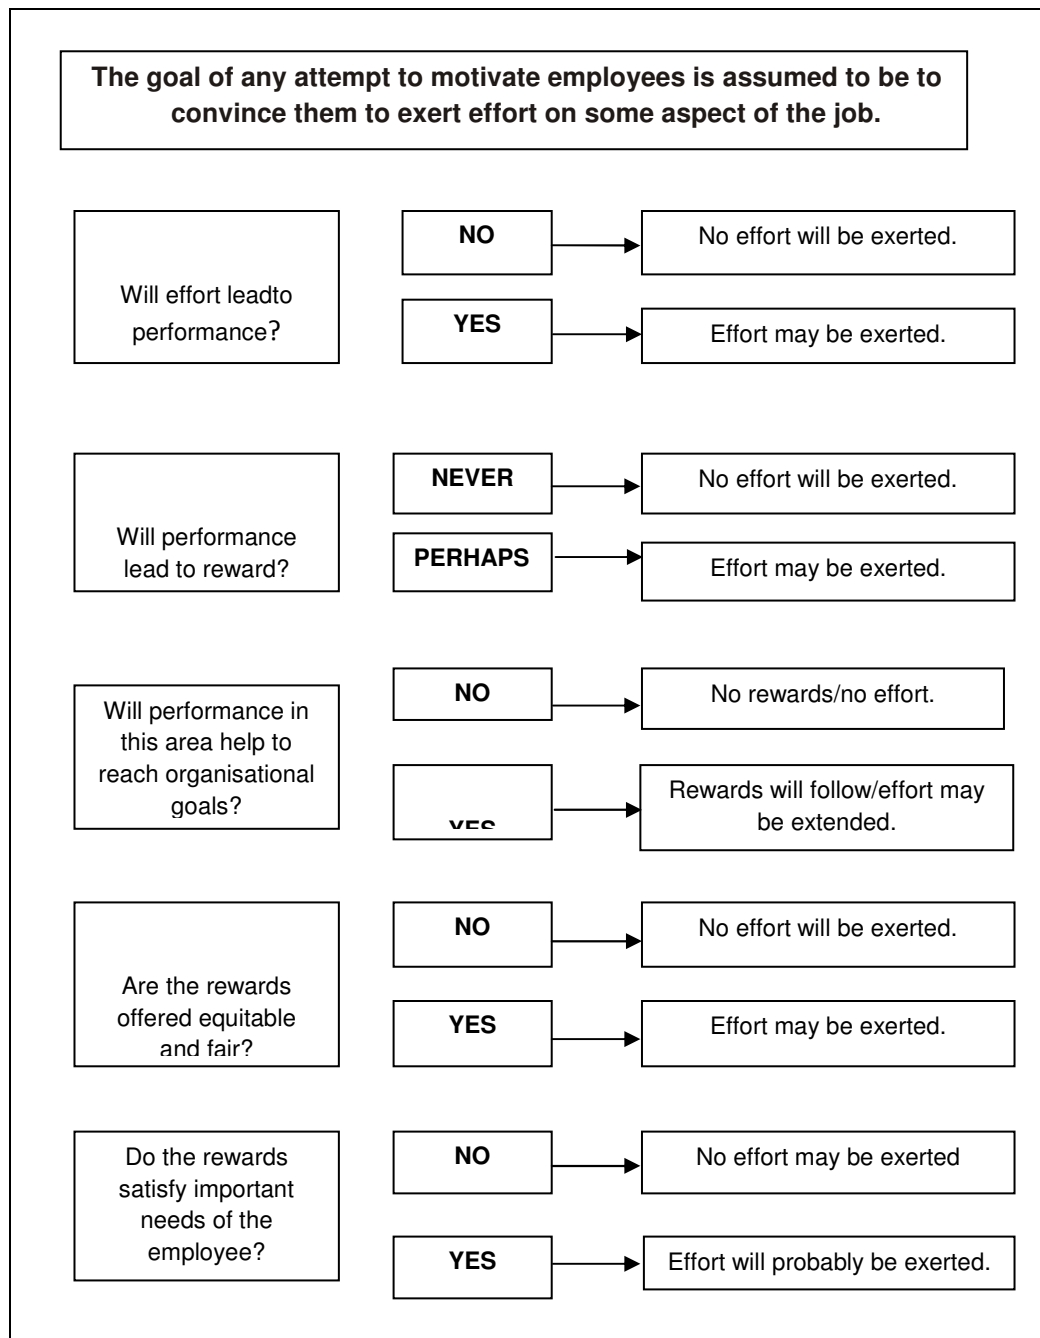 The goal of any attempt to motivate employees is assumed to be to
convince them to exert effort on some aspect of the job.
Will effort leadto
performance?
NO
No effort will be exerted.
YES
Effort may be exerted.
Will performance
lead to reward?
NEVER
No effort will be exerted.
PERHAPS
Effort may be exerted.
Will performance in
this area help to
reach organisational
goals?
NO
No rewards/no effort.
YES
Rewards will follow/effort may
be extended.
Are the rewards
offered equitable
and fair?
NO
No effort will be exerted.
YES
Effort may be exerted.
Do the rewards
satisfy important
needs of the
employee?
NO
No effort may be exerted
YES
Effort will probably be exerted.